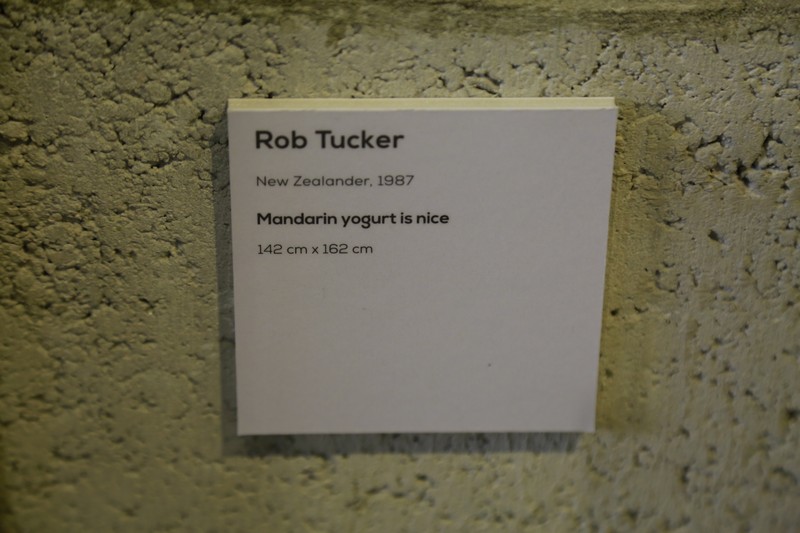 Rob Tucker
New Zealander, 1987
Mandarin yogurt is nice
142 cm x 162 cm